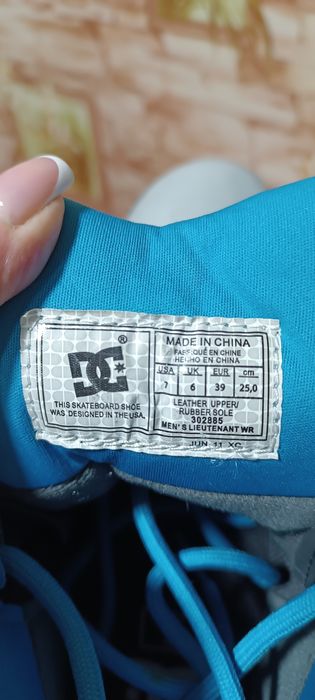 DC
®
THIS SKATEBOARD SHOE
WAS DESIGNED IN THE USA.
MADE IN CHINA
FABRIQUÉ EN CHINE
HECHO EN CHINA
USA UK EUR cm
7 6 39 25,0
LEATHER UPPER/
RUBBER SOLE
302885
MEN'S LIEUTENANT WR
JUN 11 XC